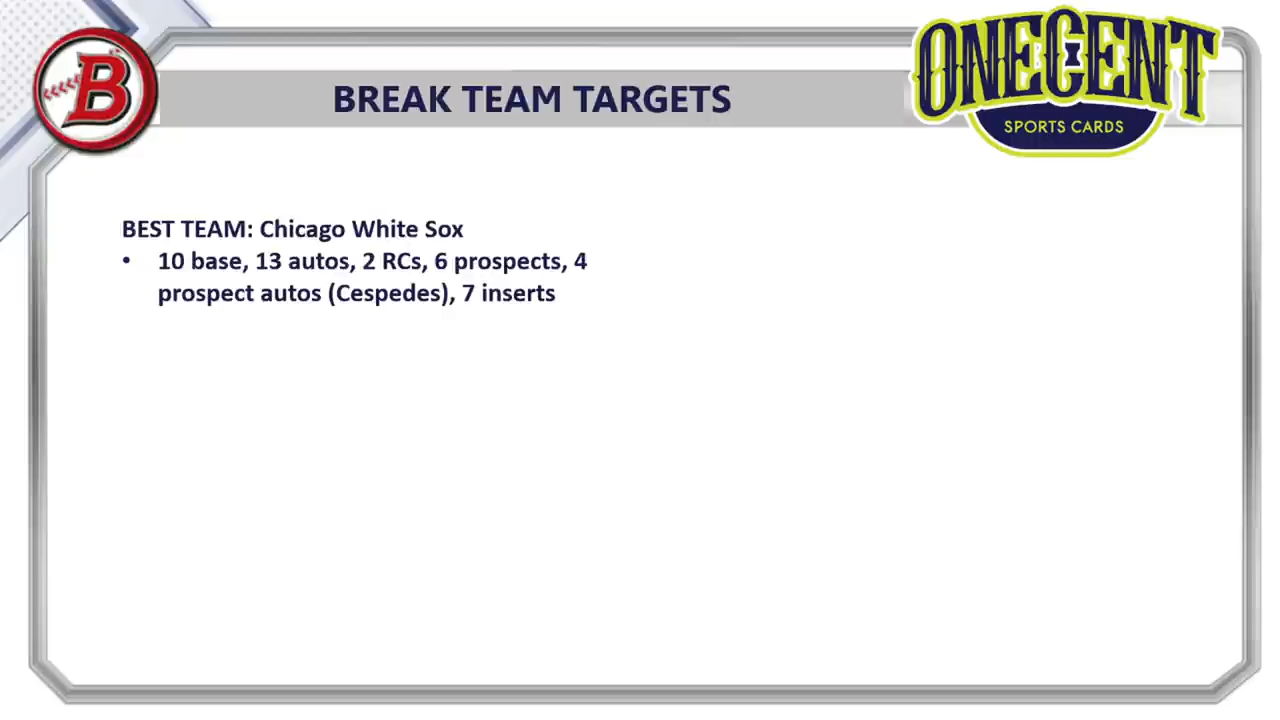 B
BREAK TEAM TARGETS
ONECENT
SPORTS CARDS
BEST TEAM: Chicago White Sox
• 10 base, 13 autos, 2 RCs, 6 prospects, 4
prospect autos (Cespedes), 7 inserts